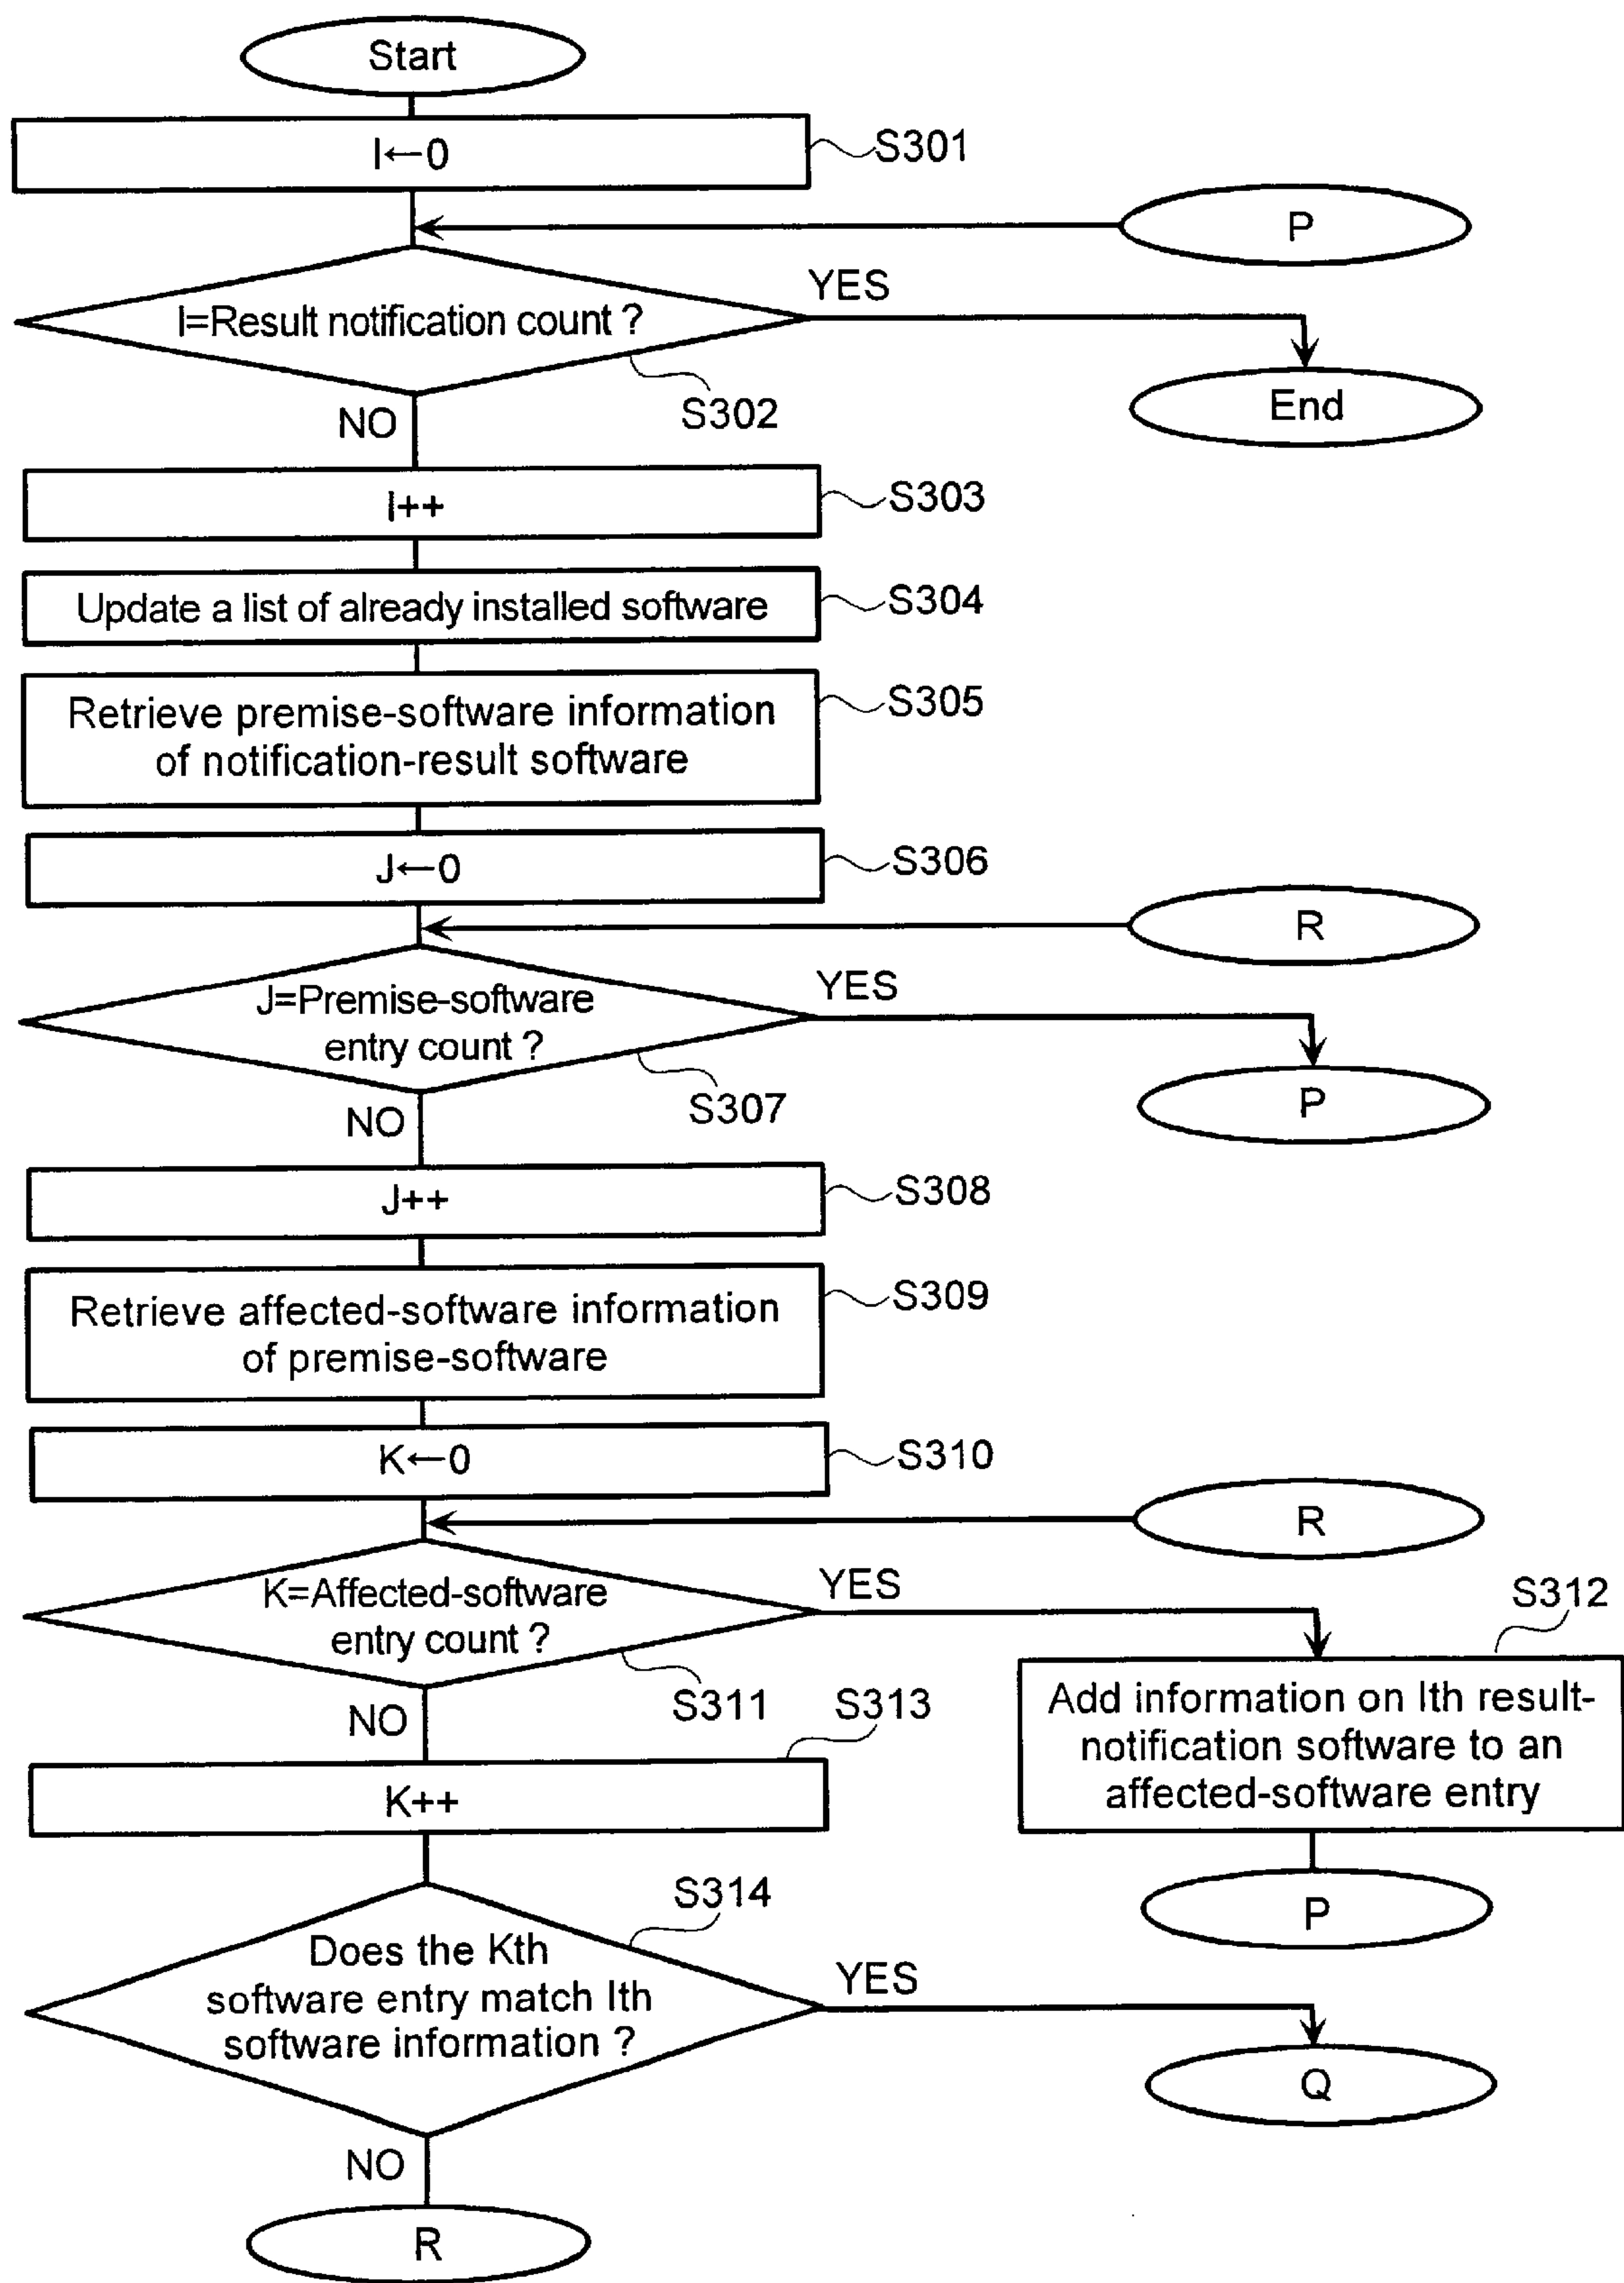 Start
I←0
S301
P
I=Result notification count ?
YES
S302
End
NO
I++
S303
Update a list of already installed software
S304
Retrieve premise-software information
of notification-result software
S305
J←0
S306
R
J=Premise-software
entry count ?
YES
S307
P
NO
J++
S308
Retrieve affected-software information
of premise-software
S309
K←0
S310
R
K=Affected-software
entry count ?
YES
S311
S312
Add information on Ith result-
notification software to an
affected-software entry
P
NO
S313
K++
S314
Does the Kth
software entry match Ith
software information ?
YES
Q
NO
R